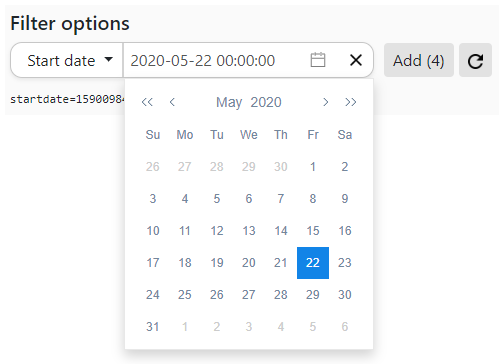 Filter options
Start date 2020-05-22 00:00:00 Add (4)
startdate=1590098
May 2020
Su Mo Tu We Th Fr Sa
26 27 28 29 30 1 2
3 4 5 6 7 8 9
10 11 12 13 14 15 16
17 18 19 20 21 22 23
24 25 26 27 28 29 30
31 1 2 3 4 5 6